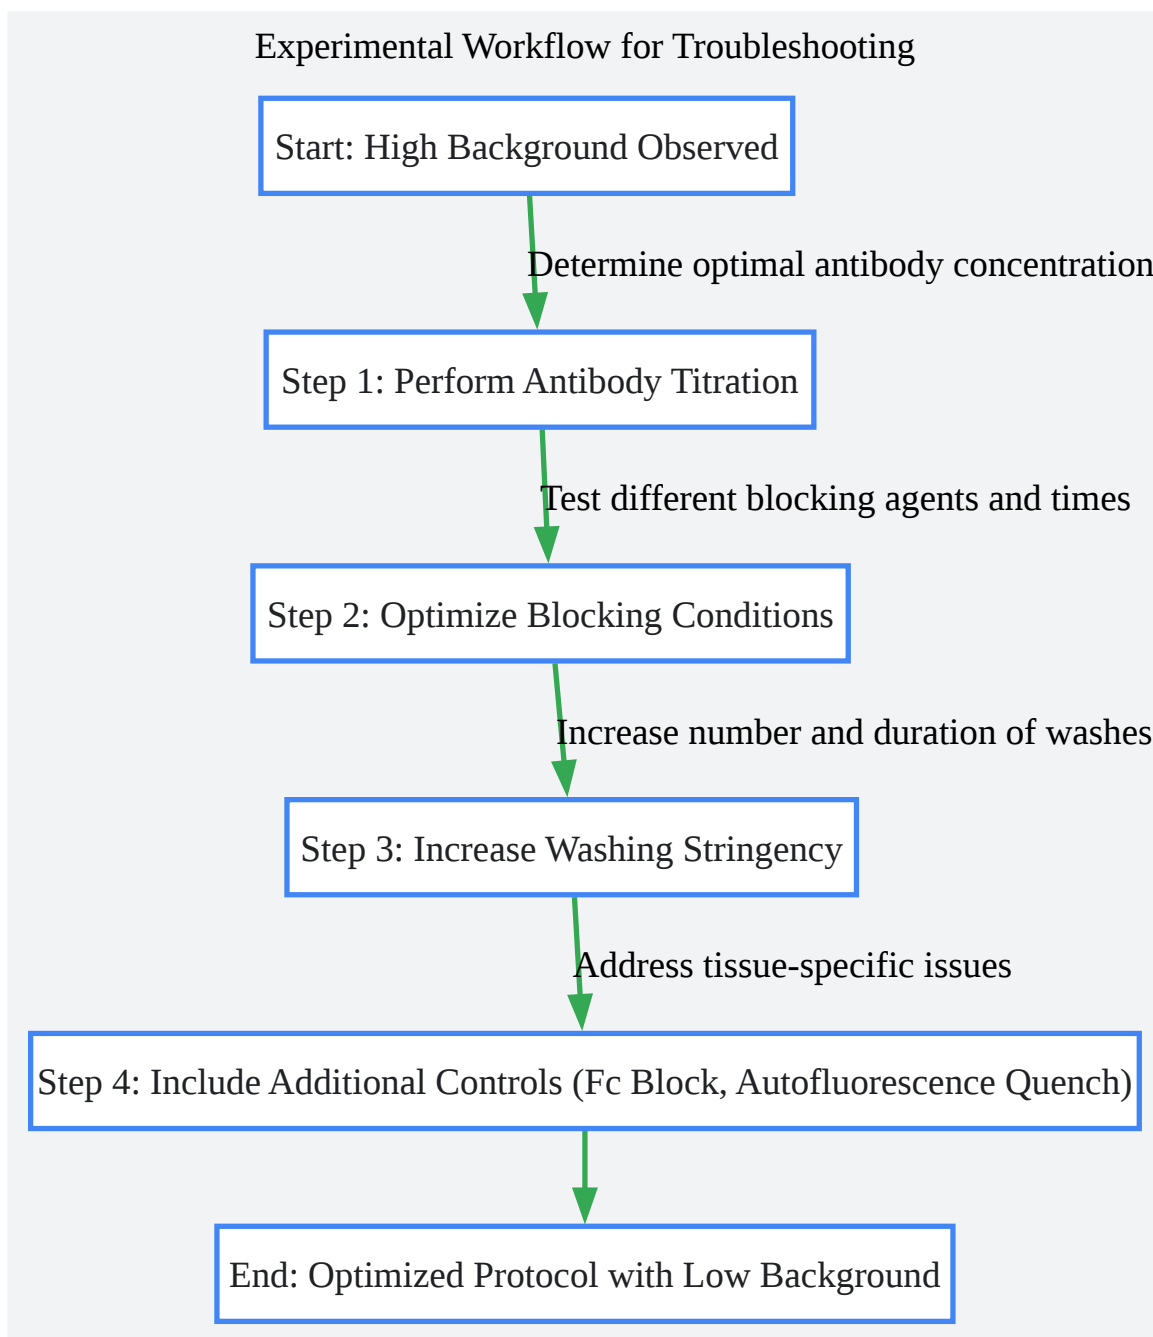 Experimental Workflow for Troubleshooting
Start: High Background Observed
Determine optimal antibody concentration
Step 1: Perform Antibody Titration
Test different blocking agents and times
Step 2: Optimize Blocking Conditions
Increase number and duration of washes
Step 3: Increase Washing Stringency
Address tissue-specific issues
Step 4: Include Additional Controls (Fc Block, Autofluorescence Quench)
End: Optimized Protocol with Low Background